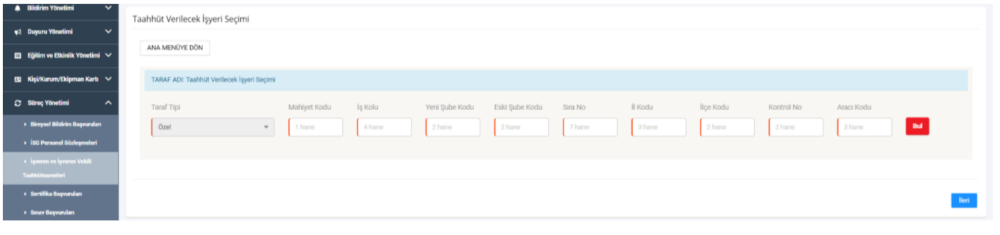 Bildirim Yönetimi
Duyuru Yönetimi
Eğitim ve Etkinlik Yönetimi
Kişi/Kurum/Ekipman Kartı
Süreç Yönetimi
Bireysel Bildirim Başvuruları
İSG Personel Sözleşmeleri
İşveren ve İşveren Vekili
Taahhütnameleri
Sertifika Başvuruları
Sınav Başvuruları
Taahhüt Verilecek İşyeri Seçimi
ANA MENÜYE DÖN
TARAF ADI: Taahhüt Verilecek İşyeri Seçimi
Taraf Tipi Mahiyet Kodu İş Kolu Yeni Şube Kodu Eski Şube Kodu Sıra No İl Kodu İlçe Kodu Kontrol No Aracı Kodu
Özel 1 hane 4 hane 2 hane 2 hane 7 hane 3 hane 2 hane 2 hane 3 hane Bul
İleri